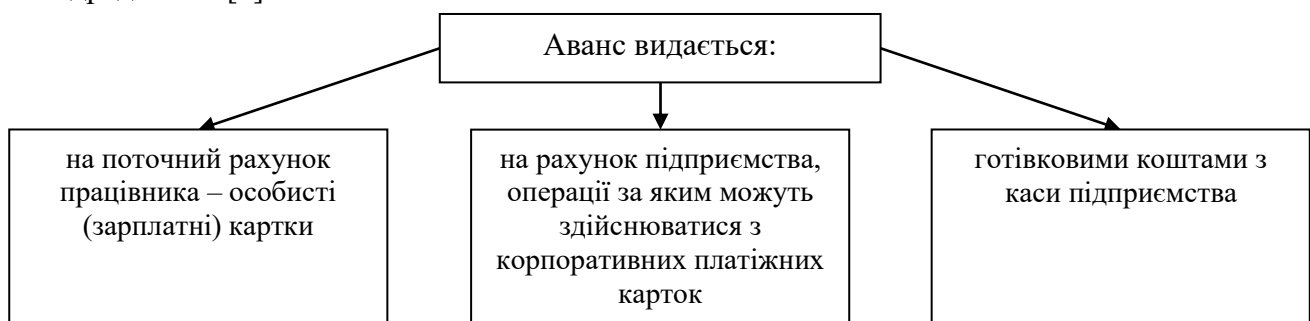 Аванс видається:
на поточний рахунок
працівника – особисті
(зарплатні) картки
на рахунок підприємства,
операції за яким можуть
здійснюватися з
корпоративних платіжних
карток
готівковими коштами з
каси підприємства